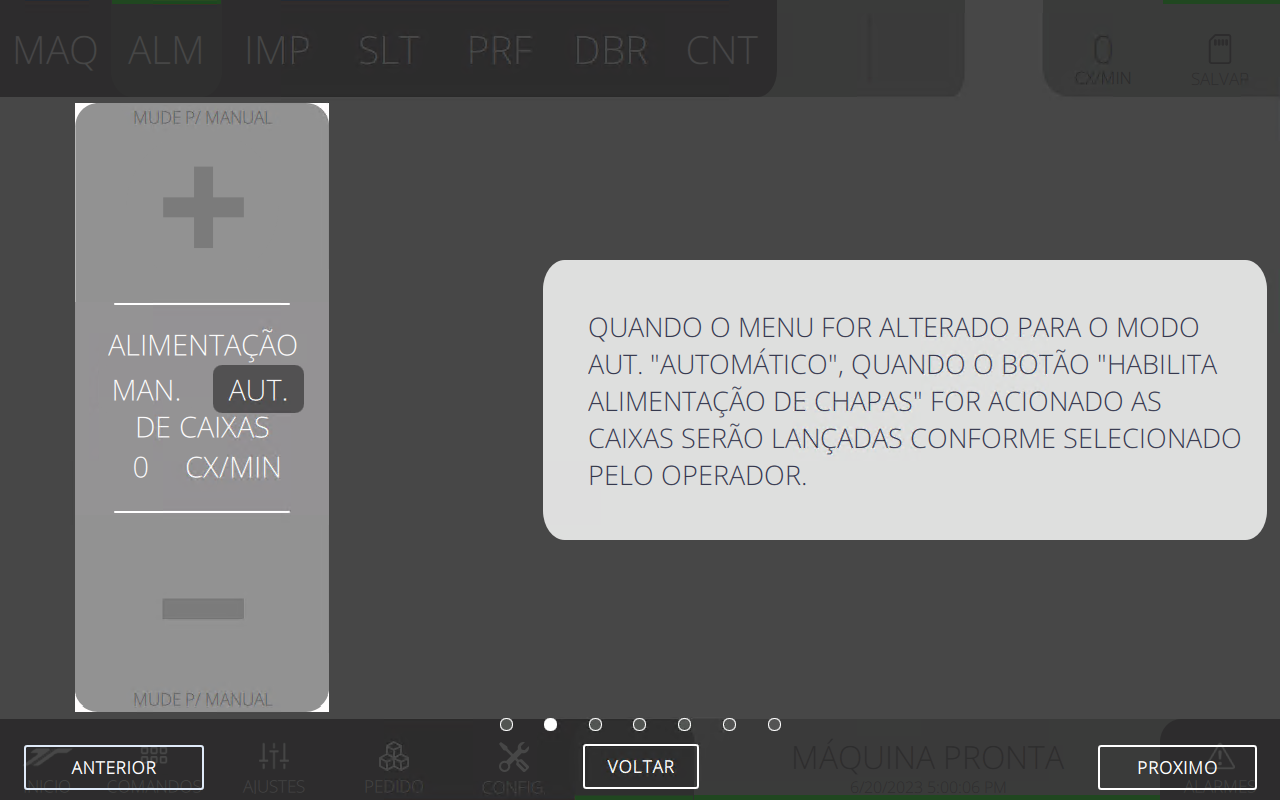 MAQ ALM IMP SLT PRF DBR CNT
0
CX/MIN
SALVAR
MUDE P/ MANUAL
ALIMENTAÇÃO
MAN. AUT.
DE CAIXAS
0 CX/MIN
MUDE P/ MANUAL
QUANDO O MENU FOR ALTERADO PARA O MODO
AUT. "AUTOMÁTICO", QUANDO O BOTÃO "HABILITA
ALIMENTAÇÃO DE CHAPAS" FOR ACIONADO AS
CAIXAS SERÃO LANÇADAS CONFORME SELECIONADO
PELO OPERADOR.
ANTERIOR
VOLTAR
PROXIMO
INICIO COMANDOS AJUSTES PEDIDO CONFIG.
MÁQUINA PRONTA
6/20/2023 5:00:06 PM
ALARMES